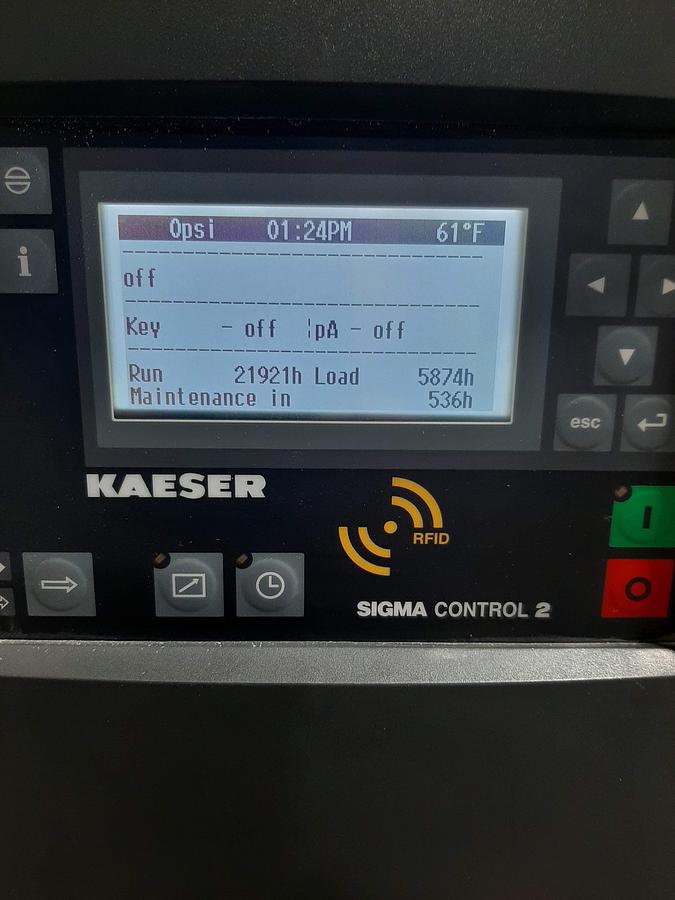 0psi 01:24PM 61°F
off
Key - off ¦pA - off
Run 21921h Load 5874h
Maintenance in 536h
i
esc
KAESER
RFID
I
O
SIGMA CONTROL 2